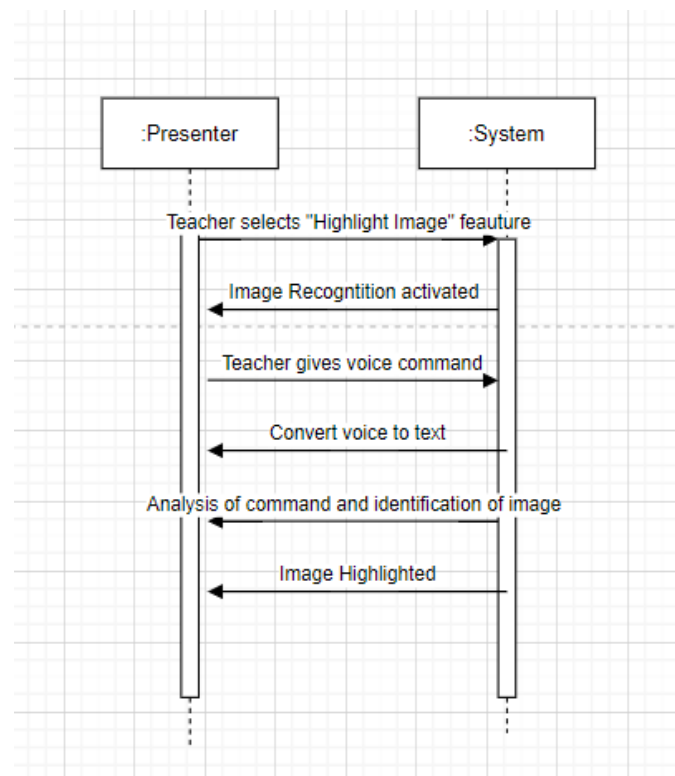 :Presenter
:System
Teacher selects "Highlight Image" feauture
Image Recogntition activated
Teacher gives voice command
Convert voice to text
Analysis of command and identification of image
Image Highlighted